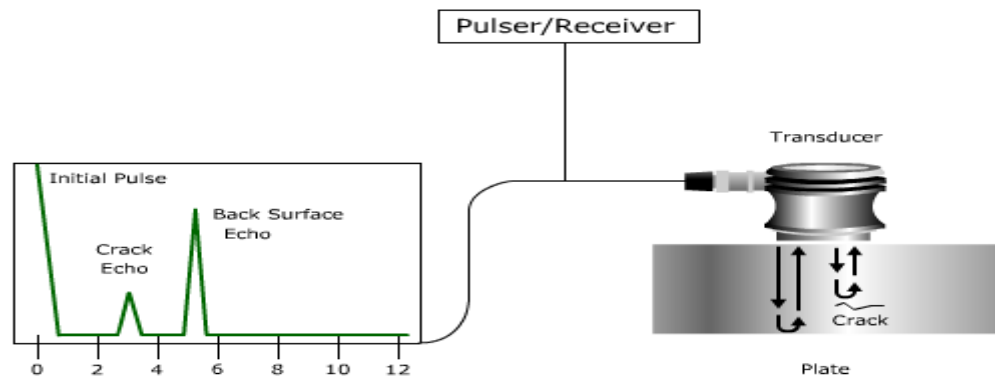 Pulser/Receiver
Transducer
Initial Pulse
Back Surface
Echo
Crack
Echo
Crack
0 2 4 6 8 10 12
Plate